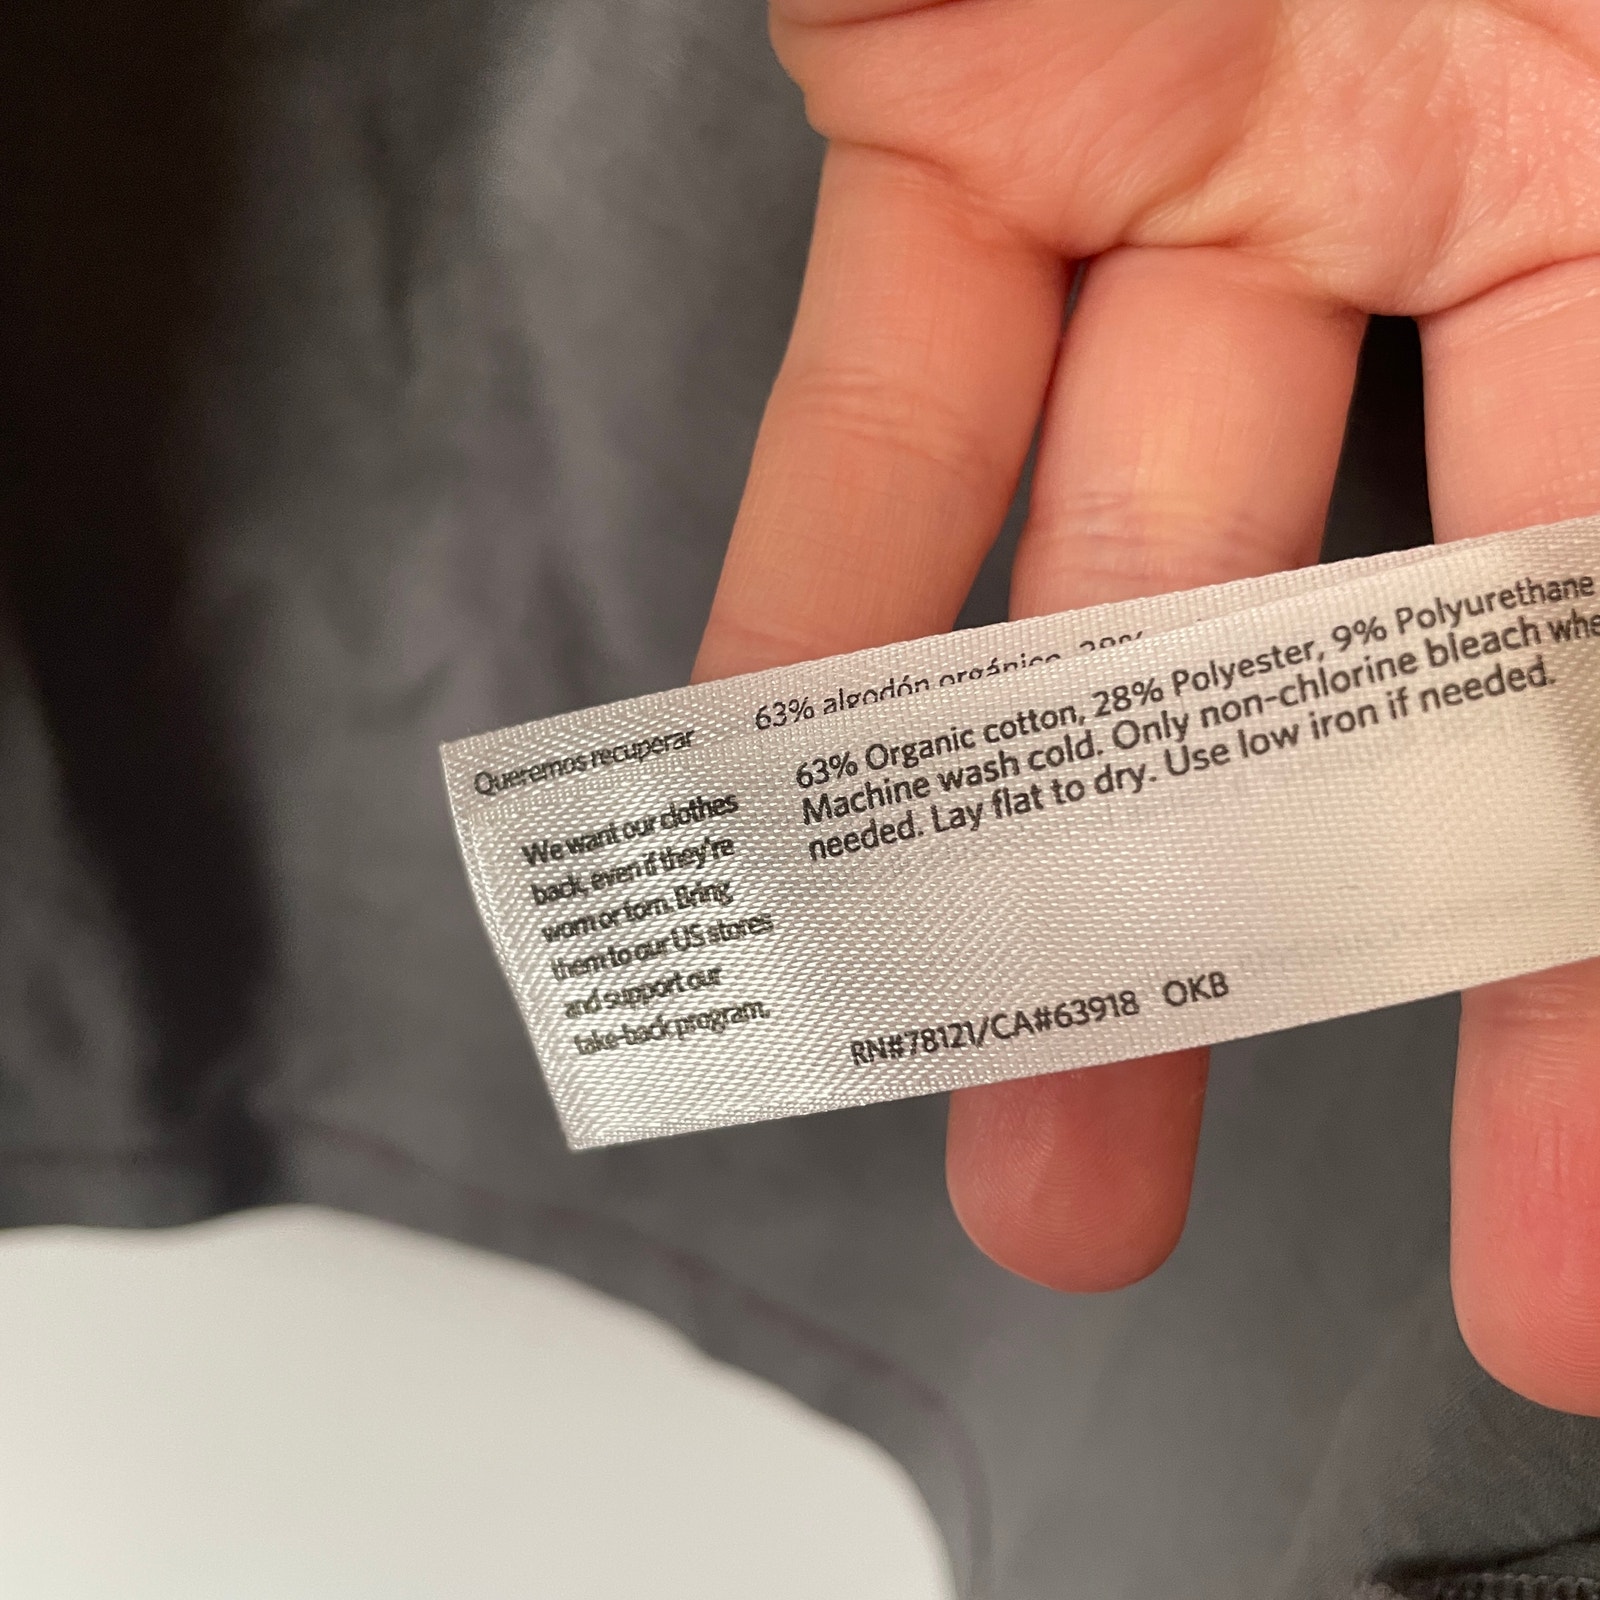 Queremos recuperar
63% algodón orgánico, 28%
We want our clothes
back, even if they're
worn or torn. Bring
them to our US stores
and support our
take-back program.
63% Organic cotton, 28% Polyester, 9% Polyurethane
Machine wash cold. Only non-chlorine bleach whe
needed. Lay flat to dry. Use low iron if needed.
RN#78121/CA#63918 OKB